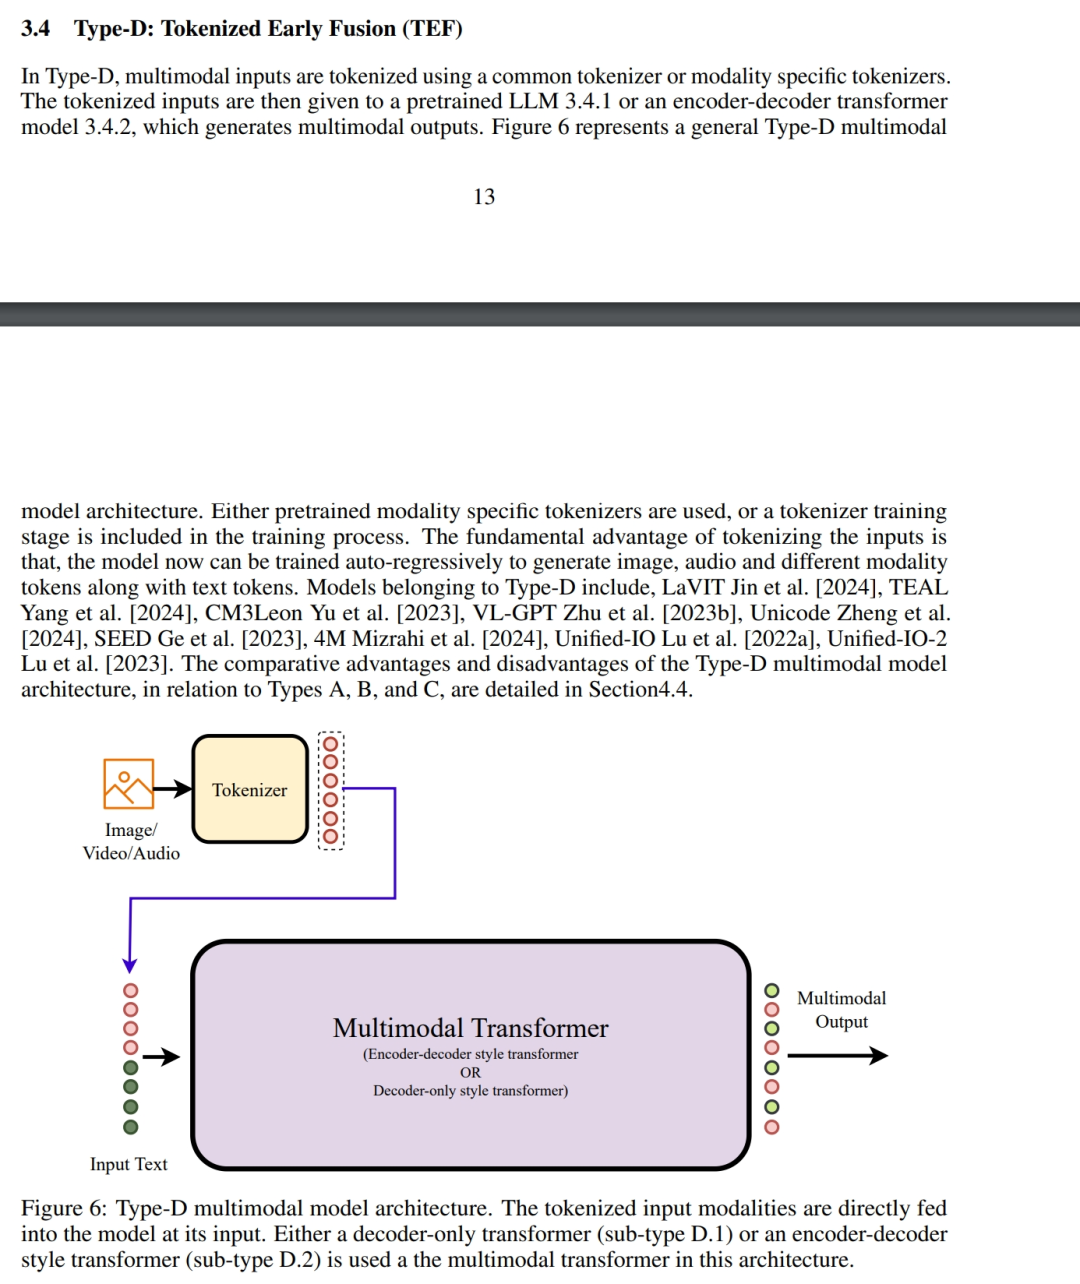 3.4 Type-D: Tokenized Early Fusion (TEF)
In Type-D, multimodal inputs are tokenized using a common tokenizer or modality specific tokenizers.
The tokenized inputs are then given to a pretrained LLM 3.4.1 or an encoder-decoder transformer
model 3.4.2, which generates multimodal outputs. Figure 6 represents a general Type-D multimodal
13
model architecture. Either pretrained modality specific tokenizers are used, or a tokenizer training
stage is included in the training process. The fundamental advantage of tokenizing the inputs is
that, the model now can be trained auto-regressively to generate image, audio and different modality
tokens along with text tokens. Models belonging to Type-D include, LaVIT Jin et al. [2024], TEAL
Yang et al. [2024], CM3Leon Yu et al. [2023], VL-GPT Zhu et al. [2023b], Unicode Zheng et al.
[2024], SEED Ge et al. [2023], 4M Mizrahi et al. [2024], Unified-IO Lu et al. [2022a], Unified-IO-2
Lu et al. [2023]. The comparative advantages and disadvantages of the Type-D multimodal model
architecture, in relation to Types A, B, and C, are detailed in Section4.4.
Tokenizer
Image/
Video/Audio
Multimodal Transformer
(Encoder-decoder style transformer
OR
Decoder-only style transformer)
Multimodal
Output
Input Text
Figure 6: Type-D multimodal model architecture. The tokenized input modalities are directly fed
into the model at its input. Either a decoder-only transformer (sub-type D.1) or an encoder-decoder
style transformer (sub-type D.2) is used a the multimodal transformer in this architecture.